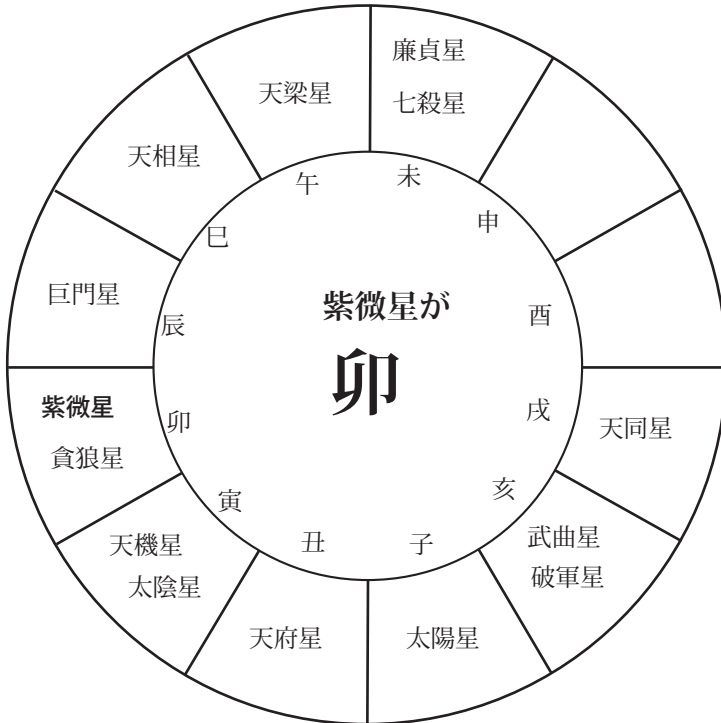 廉貞星
七殺星
天梁星
天相星
巨門星
紫微星
貪狼星
天機星
太陰星
天府星
太陽星
武曲星
破軍星
天同星
午
未
申
酉
戌
亥
子
丑
寅
卯
辰
巳
紫微星が
卯